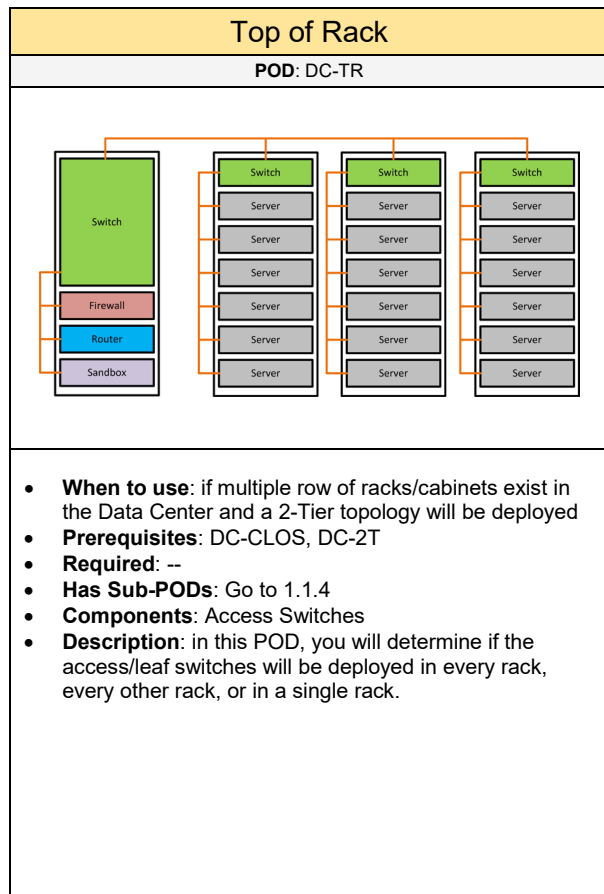 Top of Rack
POD: DC-TR
Switch
Firewall
Router
Sandbox
Switch
Server
Server
Server
Server
Server
Server
Switch
Server
Server
Server
Server
Server
Server
Switch
Server
Server
Server
Server
Server
Server
• When to use: if multiple row of racks/cabinets exist in
the Data Center and a 2-Tier topology will be deployed
• Prerequisites: DC-CLOS, DC-2T
• Required: --
• Has Sub-PODs: Go to 1.1.4
• Components: Access Switches
• Description: in this POD, you will determine if the
access/leaf switches will be deployed in every rack,
every other rack, or in a single rack.